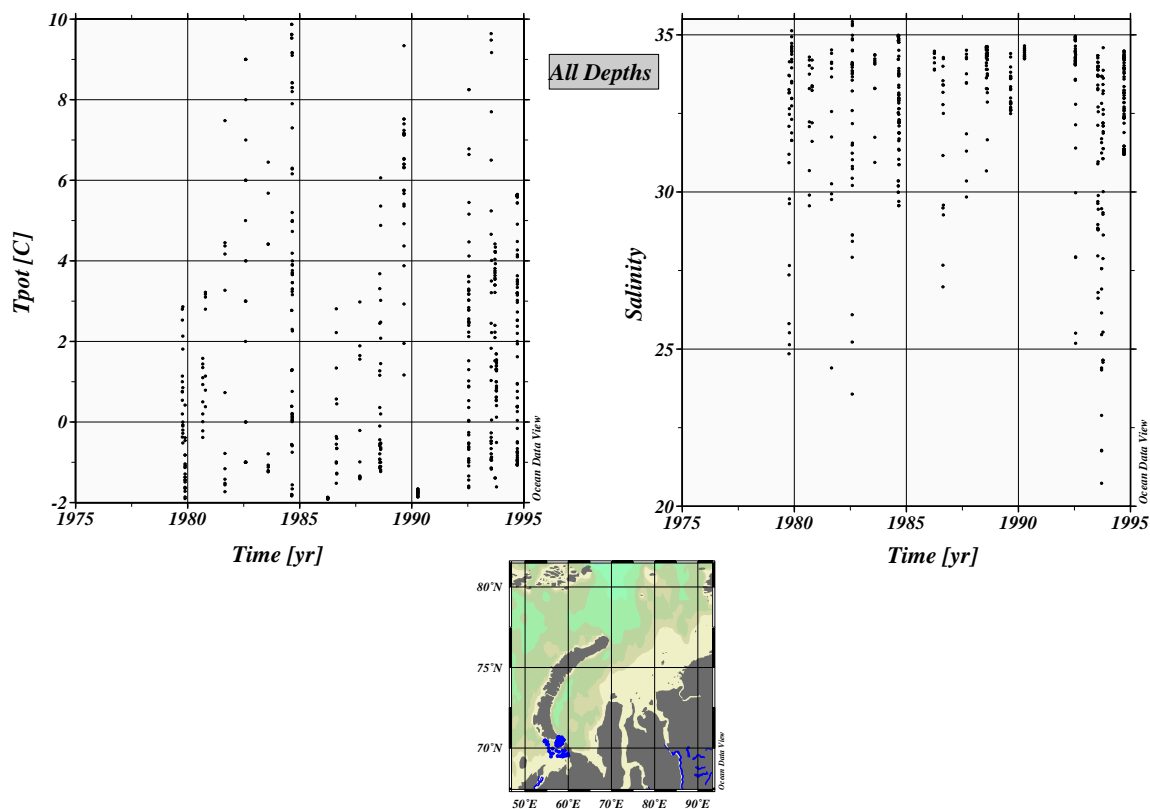 10
8
6
4
2
0
-2
1975 1980 1985 1990 1995
Tpot [C]
Time [yr]
Ocean Data View
All Depths
35
30
25
20
1975 1980 1985 1990 1995
Salinity
Time [yr]
Ocean Data View
80˚N
75˚N
70˚N
50˚E 60˚E 70˚E 80˚E 90˚E
Ocean Data View